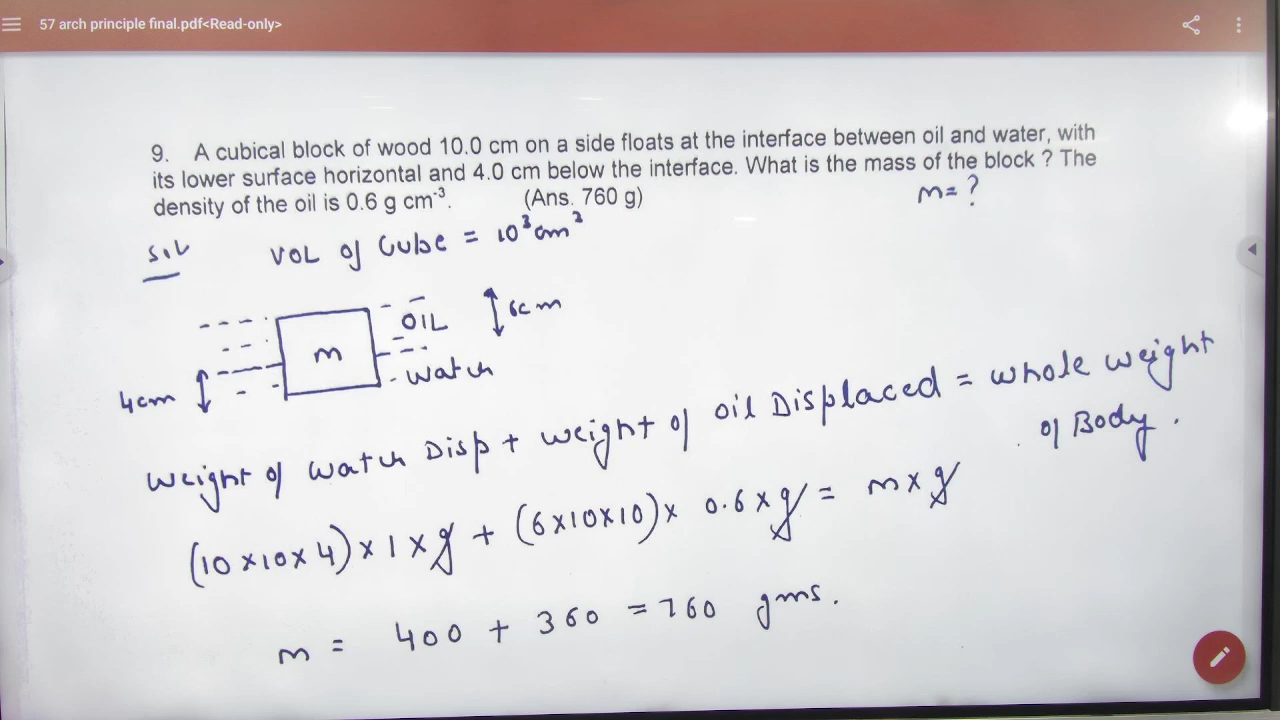 57 arch principle final.pdf<Read-only>
9. A cubical block of wood 10.0 cm on a side floats at the interface between oil and water, with
its lower surface horizontal and 4.0 cm below the interface. What is the mass of the block ? The
density of the oil is 0.6 g cm⁻³. (Ans. 760 g)
m= ?
Sol
VOL of Cube = 10³cm³
OIL
6cm
m
water
4cm
weight of water Disp + weight of oil Displaced = whole weight
of Body.
(10×10×4)×1×g + (6×10×10)× 0.6×g = m×g
m = 400 + 360 = 760 gms.